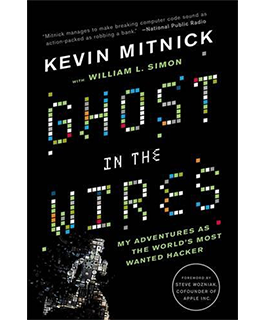 "Mitnick manages to make breaking computer code sound as
action-packed as robbing a bank." —National Public Radio
KEVIN MITNICK
WITH WILLIAM L. SIMON
GHOST
IN THE
WIRES
MY ADVENTURES AS
THE WORLD'S MOST
WANTED HACKER
FOREWORD BY
STEVE WOZNIAK,
COFOUNDER OF
APPLE INC.